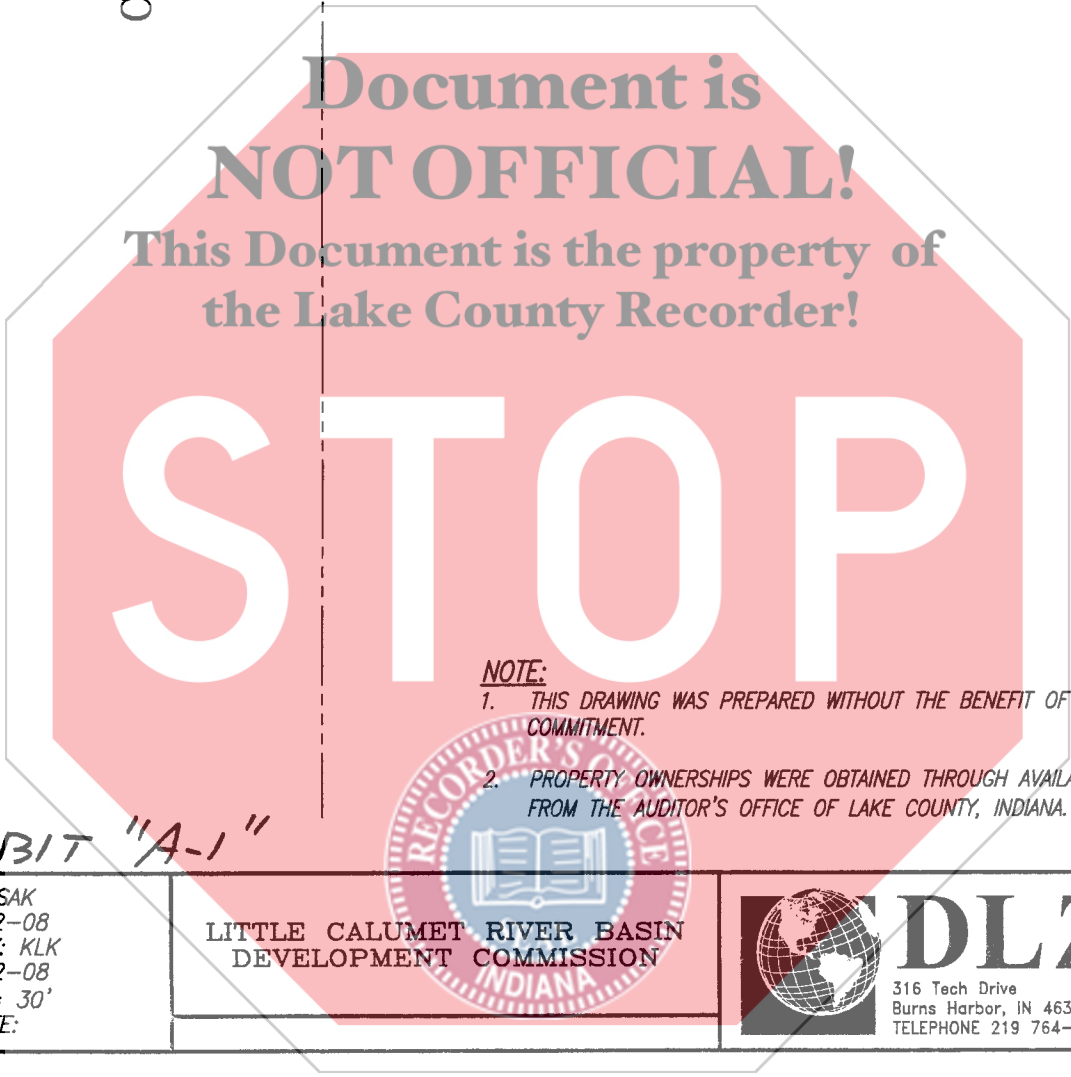 Document is
NOT OFFICIAL!
This Document is the property of
the Lake County Recorder!
STOP
NOTE:
1. THIS DRAWING WAS PREPARED WITHOUT THE BENEFIT OF
COMMITMENT.
2. PROPERTY OWNERSHIPS WERE OBTAINED THROUGH AVAILA
FROM THE AUDITOR'S OFFICE OF LAKE COUNTY, INDIANA.
BIT "A-1"
SAK
2-08
: KLK
2-08
30'
E:
LITTLE CALUMET RIVER BASIN
DEVELOPMENT COMMISSION
RECORDER'S OFFICE
INDIANA
DLZ
316 Tech Drive
Burns Harbor, IN 463
TELEPHONE 219 764-